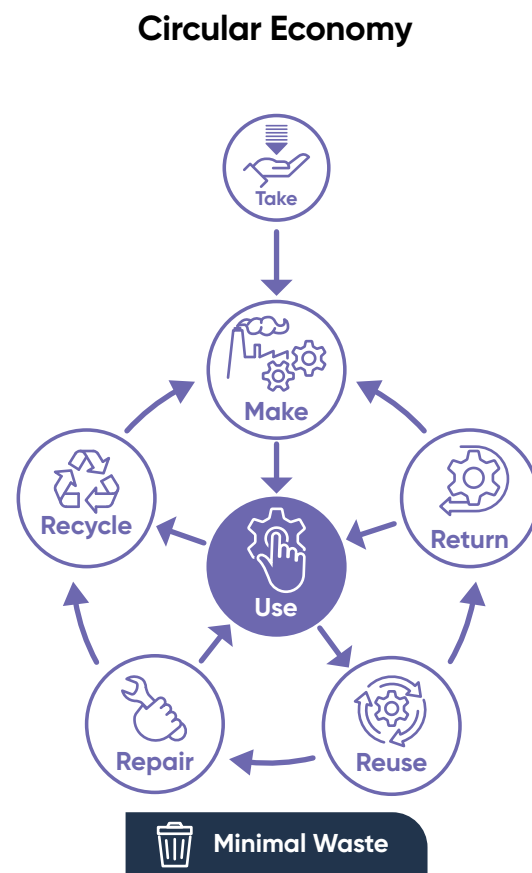 Circular Economy
Take
Make
Recycle
Return
Use
Repair
Reuse
Minimal Waste